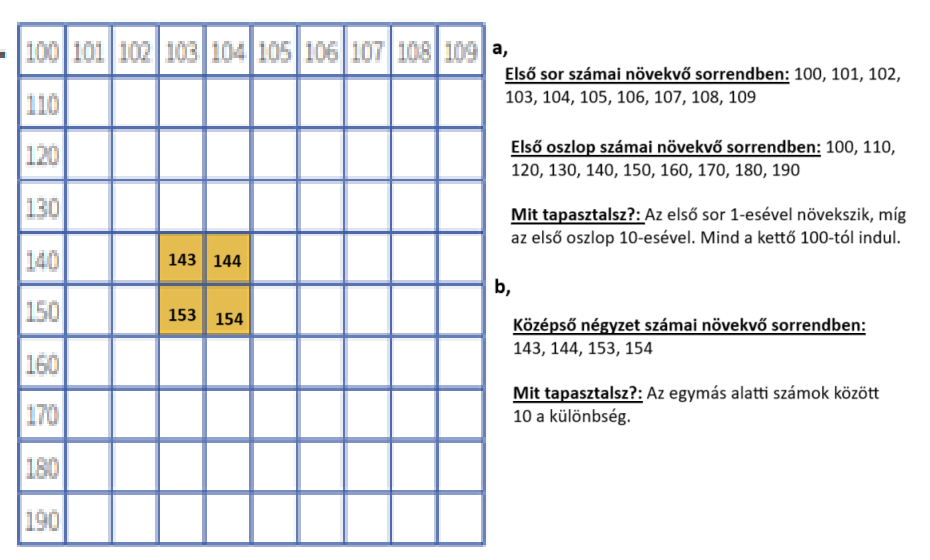 100 101 102 103 104 105 106 107 108 109
110
120
130
140 143 144
150 153 154
160
170
180
190
a,
Első sor számai növekvő sorrendben: 100, 101, 102,
103, 104, 105, 106, 107, 108, 109
Első oszlop számai növekvő sorrendben: 100, 110,
120, 130, 140, 150, 160, 170, 180, 190
Mit tapasztalsz?: Az első sor 1-esével növekszik, míg
az első oszlop 10-esével. Mind a kettő 100-tól indul.
b,
Középső négyzet számai növekvő sorrendben:
143, 144, 153, 154
Mit tapasztalsz?: Az egymás alatti számok között
10 a különbség.